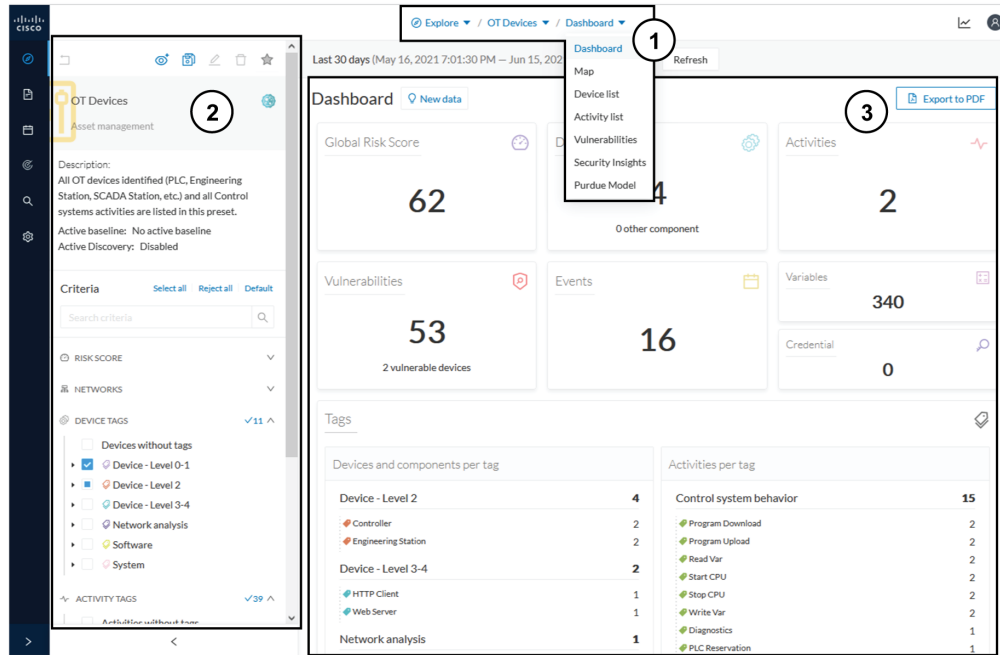 cisco
Explore / OT Devices / Dashboard
1
Dashboard
Map
Device list
Activity list
Vulnerabilities
Security Insights
Purdue Model
Last 30 days (May 16, 2021 7:01:30 PM — Jun 15, 202
Refresh
OT Devices
Asset management
2
Description:
All OT devices identified (PLC, Engineering
Station, SCADA Station, etc.) and all Control
systems activities are listed in this preset.
Active baseline: No active baseline
Active Discovery: Disabled
Criteria Select all Reject all Default
Search criteria
RISK SCORE
NETWORKS
DEVICE TAGS 11
Devices without tags
Device - Level 0-1
Device - Level 2
Device - Level 3-4
Network analysis
Software
System
ACTIVITY TAGS 39
Activities without tags
Dashboard New data
3
Export to PDF
Global Risk Score
62
D
4
0 other component
Activities
2
Vulnerabilities
53
2 vulnerable devices
Events
16
Variables
340
Credential
0
Tags
Devices and components per tag
Device - Level 2 4
Controller 2
Engineering Station 2
Device - Level 3-4 2
HTTP Client 1
Web Server 1
Network analysis 1
Activities per tag
Control system behavior 15
Program Download 2
Program Upload 2
Read Var 2
Start CPU 2
Stop CPU 2
Write Var 2
Diagnostics 1
PLC Reservation 1